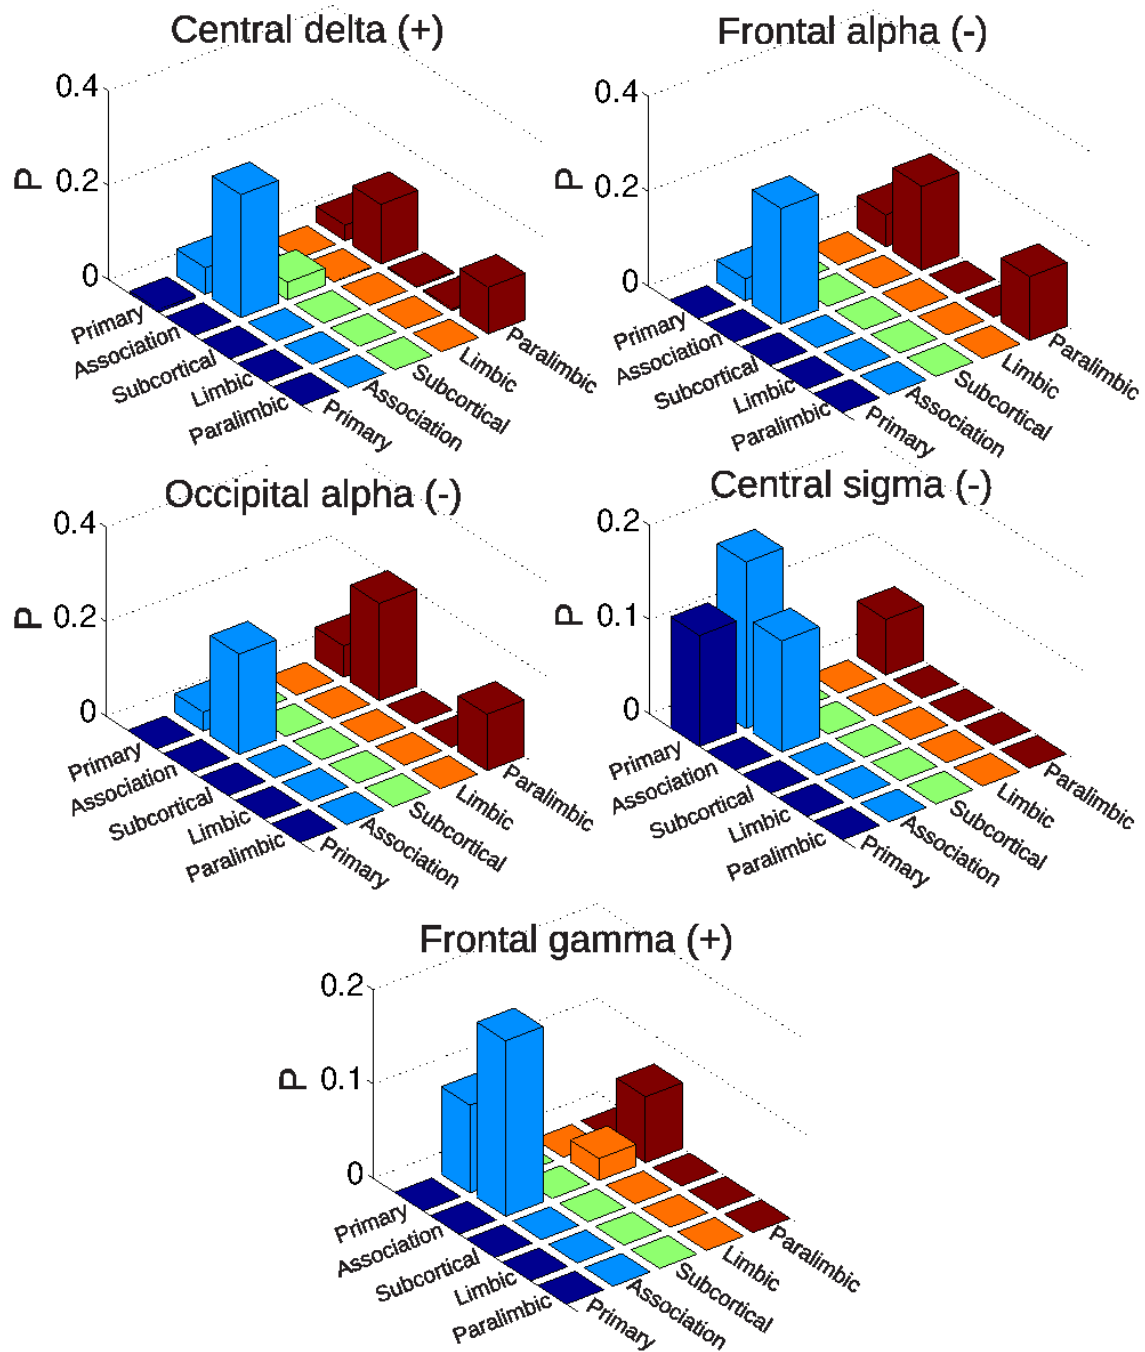 Central delta (+)
0.4
0.2
0
P
Primary
Association
Subcortical
Limbic
Paralimbic
Primary
Association
Subcortical
Limbic
Paralimbic
Frontal alpha (-)
0.4
0.2
0
P
Primary
Association
Subcortical
Limbic
Paralimbic
Primary
Association
Subcortical
Limbic
Paralimbic
Occipital alpha (-)
0.4
0.2
0
P
Primary
Association
Subcortical
Limbic
Paralimbic
Primary
Association
Subcortical
Limbic
Paralimbic
Central sigma (-)
0.2
0.1
0
P
Primary
Association
Subcortical
Limbic
Paralimbic
Primary
Association
Subcortical
Limbic
Paralimbic
Frontal gamma (+)
0.2
0.1
0
P
Primary
Association
Subcortical
Limbic
Paralimbic
Primary
Association
Subcortical
Limbic
Paralimbic